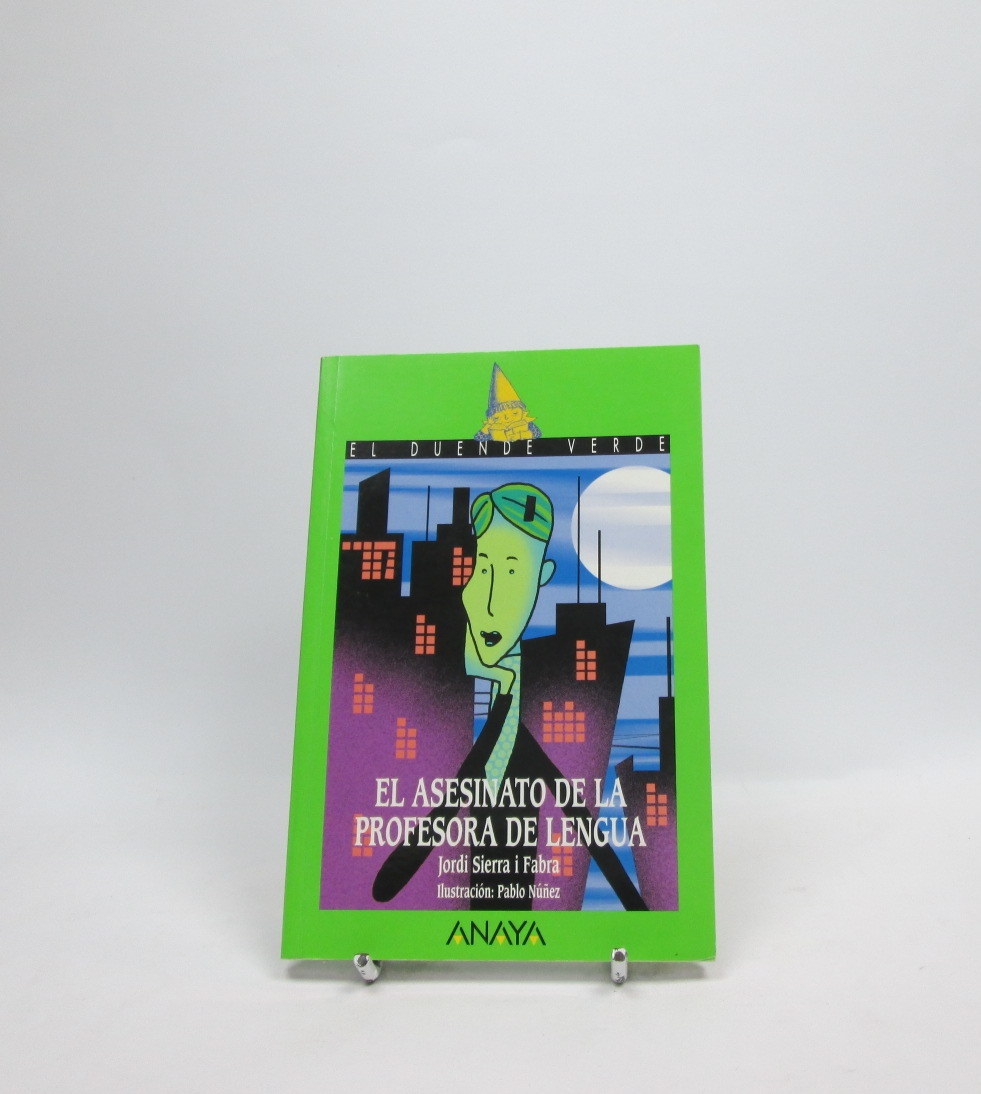 EL DUENDE VERDE
EL ASESINATO DE LA
PROFESORA DE LENGUA
Jordi Sierra i Fabra
Ilustración: Pablo Núñez
ANAYA